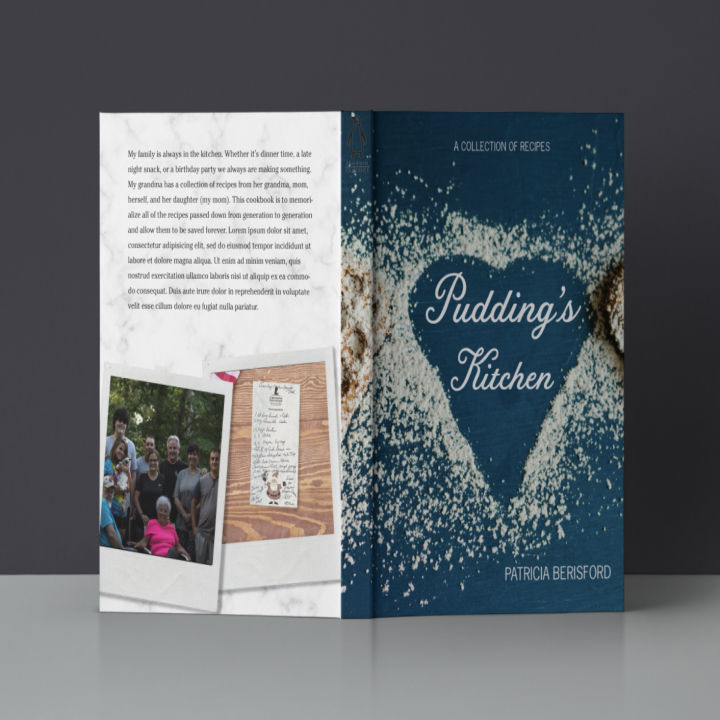 My family is always in the kitchen. Whether it's dinner time, a late
night snack, or a birthday party we always are making something.
My grandma has a collection of recipes from her grandma, mom,
herself, and her daughter (my mom). This cookbook is to memori-
alize all of the recipes passed down from generation to generation
and allow them to be saved forever. Lorem ipsum dolor sit amet,
consectetur adipisicing elit, sed do eiusmod tempor incididunt ut
labore et dolore magna aliqua. Ut enim ad minim veniam, quis
nostrud exercitation ullamco laboris nisi ut aliquip ex ea commo-
do consequat. Duis aute irure dolor in reprehenderit in voluptate
velit esse cillum dolore eu fugiat nulla pariatur.
A COLLECTION OF RECIPES
Pudding's
Kitchen
PATRICIA BERISFORD